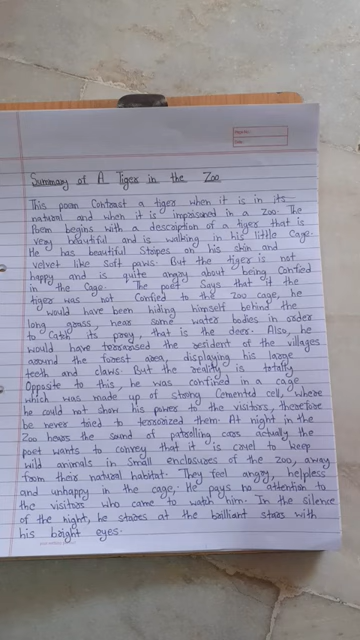 Page No.:
Date:
Summary of A Tiger in the Zoo
This poem Contrast a tiger when it is in its
natural and when it is imprisoned in a Zoo. The
Poem begins with a description of a tiger that is
very beautiful and is walking in his little Cage.
He has beautiful Stripes on his skin and
velvet like Soft paws. But the tiger is not
happy and is quite angry about being Confied
in the Cage. The poet Says that if the
tiger was not Confied to the zoo cage, he
would have been hiding himself behind the
long grass, near some water bodies in order
to Catch its prey, that is the deer. Also, he
would have terrorised the resident of the villages
around the forest area, displaying his large
teeth and claws. But the reality is totally
Opposite to this, he was confined in a cage
which was made up of strong Cemented cell, where
he could not show his power to the visitors, therefore
be never tried to terrorized them. At night in the
Zoo hears the sound of patrolling cars actually the
poet wants to convey that it is cruel to keep
wild animals in Small enclosures of the zoo, away
from their natural habitat. They feel angry, helpless
and unhappy in the cage. He pays no attention to
the visitors who came to watch him. In the silence
of the night, he stares at the brilliant stars with
his bright eyes.